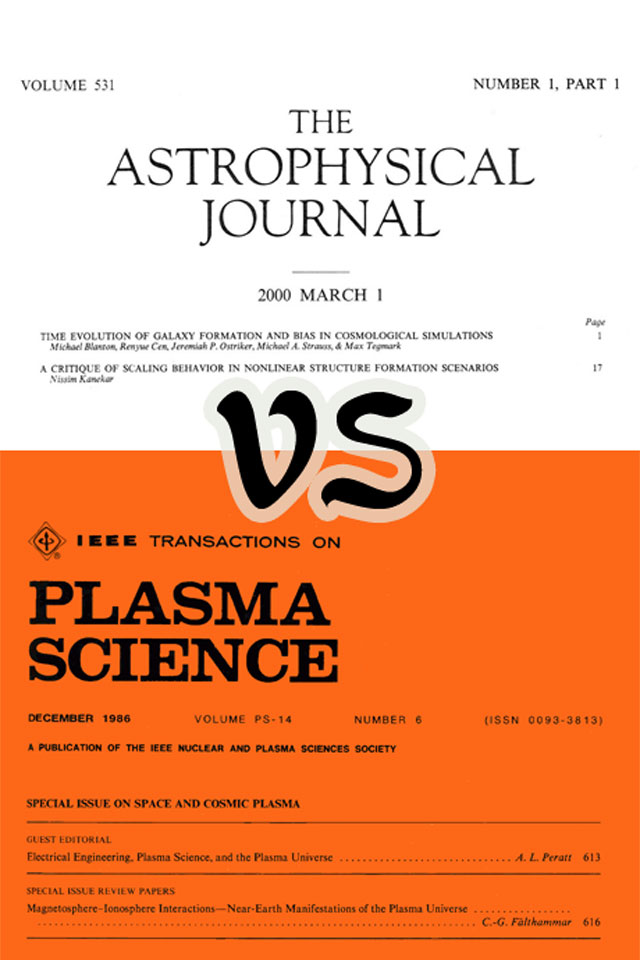 VOLUME 531 NUMBER 1, PART 1
THE
ASTROPHYSICAL
JOURNAL
2000 MARCH 1
Page
TIME EVOLUTION OF GALAXY FORMATION AND BIAS IN COSMOLOGICAL SIMULATIONS 1
Michael Blanton, Renyue Cen, Jeremiah P. Ostriker, Michael A. Strauss, & Max Tegmark
A CRITIQUE OF SCALING BEHAVIOR IN NONLINEAR STRUCTURE FORMATION SCENARIOS 17
Nissim Kanekar
VS
IEEE TRANSACTIONS ON
PLASMA
SCIENCE
DECEMBER 1986 VOLUME PS-14 NUMBER 6 (ISSN 0093-3813)
A PUBLICATION OF THE IEEE NUCLEAR AND PLASMA SCIENCES SOCIETY
SPECIAL ISSUE ON SPACE AND COSMIC PLASMA
GUEST EDITORIAL
Electrical Engineering, Plasma Science, and the Plasma Universe .............................. A. L. Peratt 613
SPECIAL ISSUE REVIEW PAPERS
Magnetosphere-Ionosphere Interactions—Near-Earth Manifestations of the Plasma Universe ................
........................................................................ C.-G. Fälthammar 616